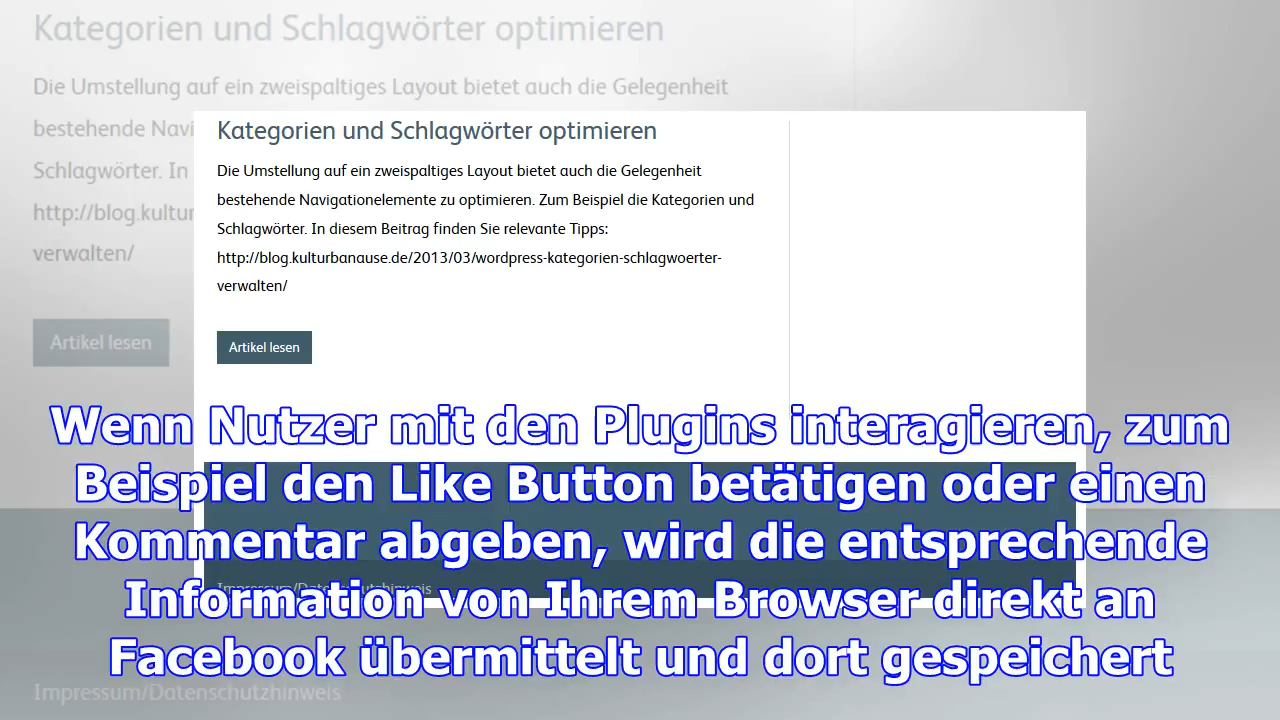 Kategorien und Schlagwörter optimieren
Die Umstellung auf ein zweispaltiges Layout bietet auch die Gelegenheit
bestehende Navi
Schlagwörter. In
http://blog.kultur
verwalten/
Artikel lesen
Kategorien und Schlagwörter optimieren
Die Umstellung auf ein zweispaltiges Layout bietet auch die Gelegenheit
bestehende Navigationelemente zu optimieren. Zum Beispiel die Kategorien und
Schlagwörter. In diesem Beitrag finden Sie relevante Tipps:
http://blog.kulturbanause.de/2013/03/wordpress-kategorien-schlagwoerter-
verwalten/
Artikel lesen
Wenn Nutzer mit den Plugins interagieren, zum
Beispiel den Like Button betätigen oder einen
Kommentar abgeben, wird die entsprechende
Impressum/Datenschutzhinweis
Information von Ihrem Browser direkt an
Facebook übermittelt und dort gespeichert
Impressum/Datenschutzhinweis